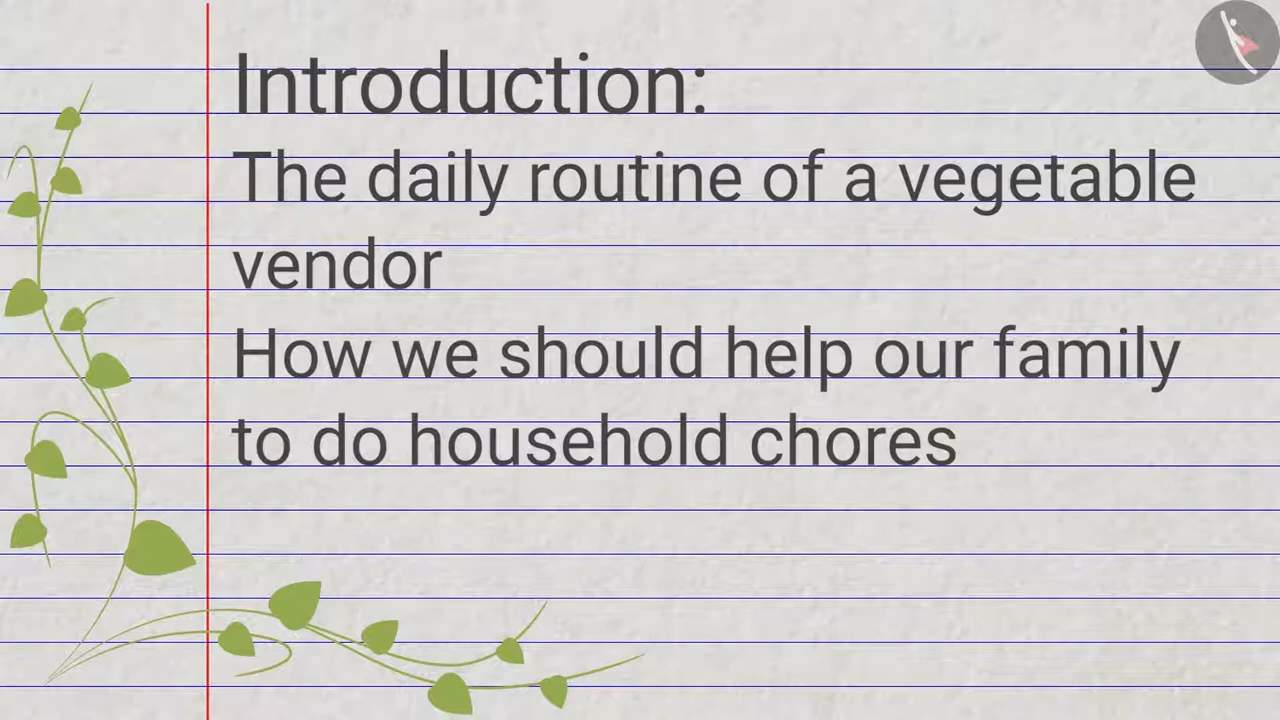 Introduction:
The daily routine of a vegetable
vendor
How we should help our family
to do household chores